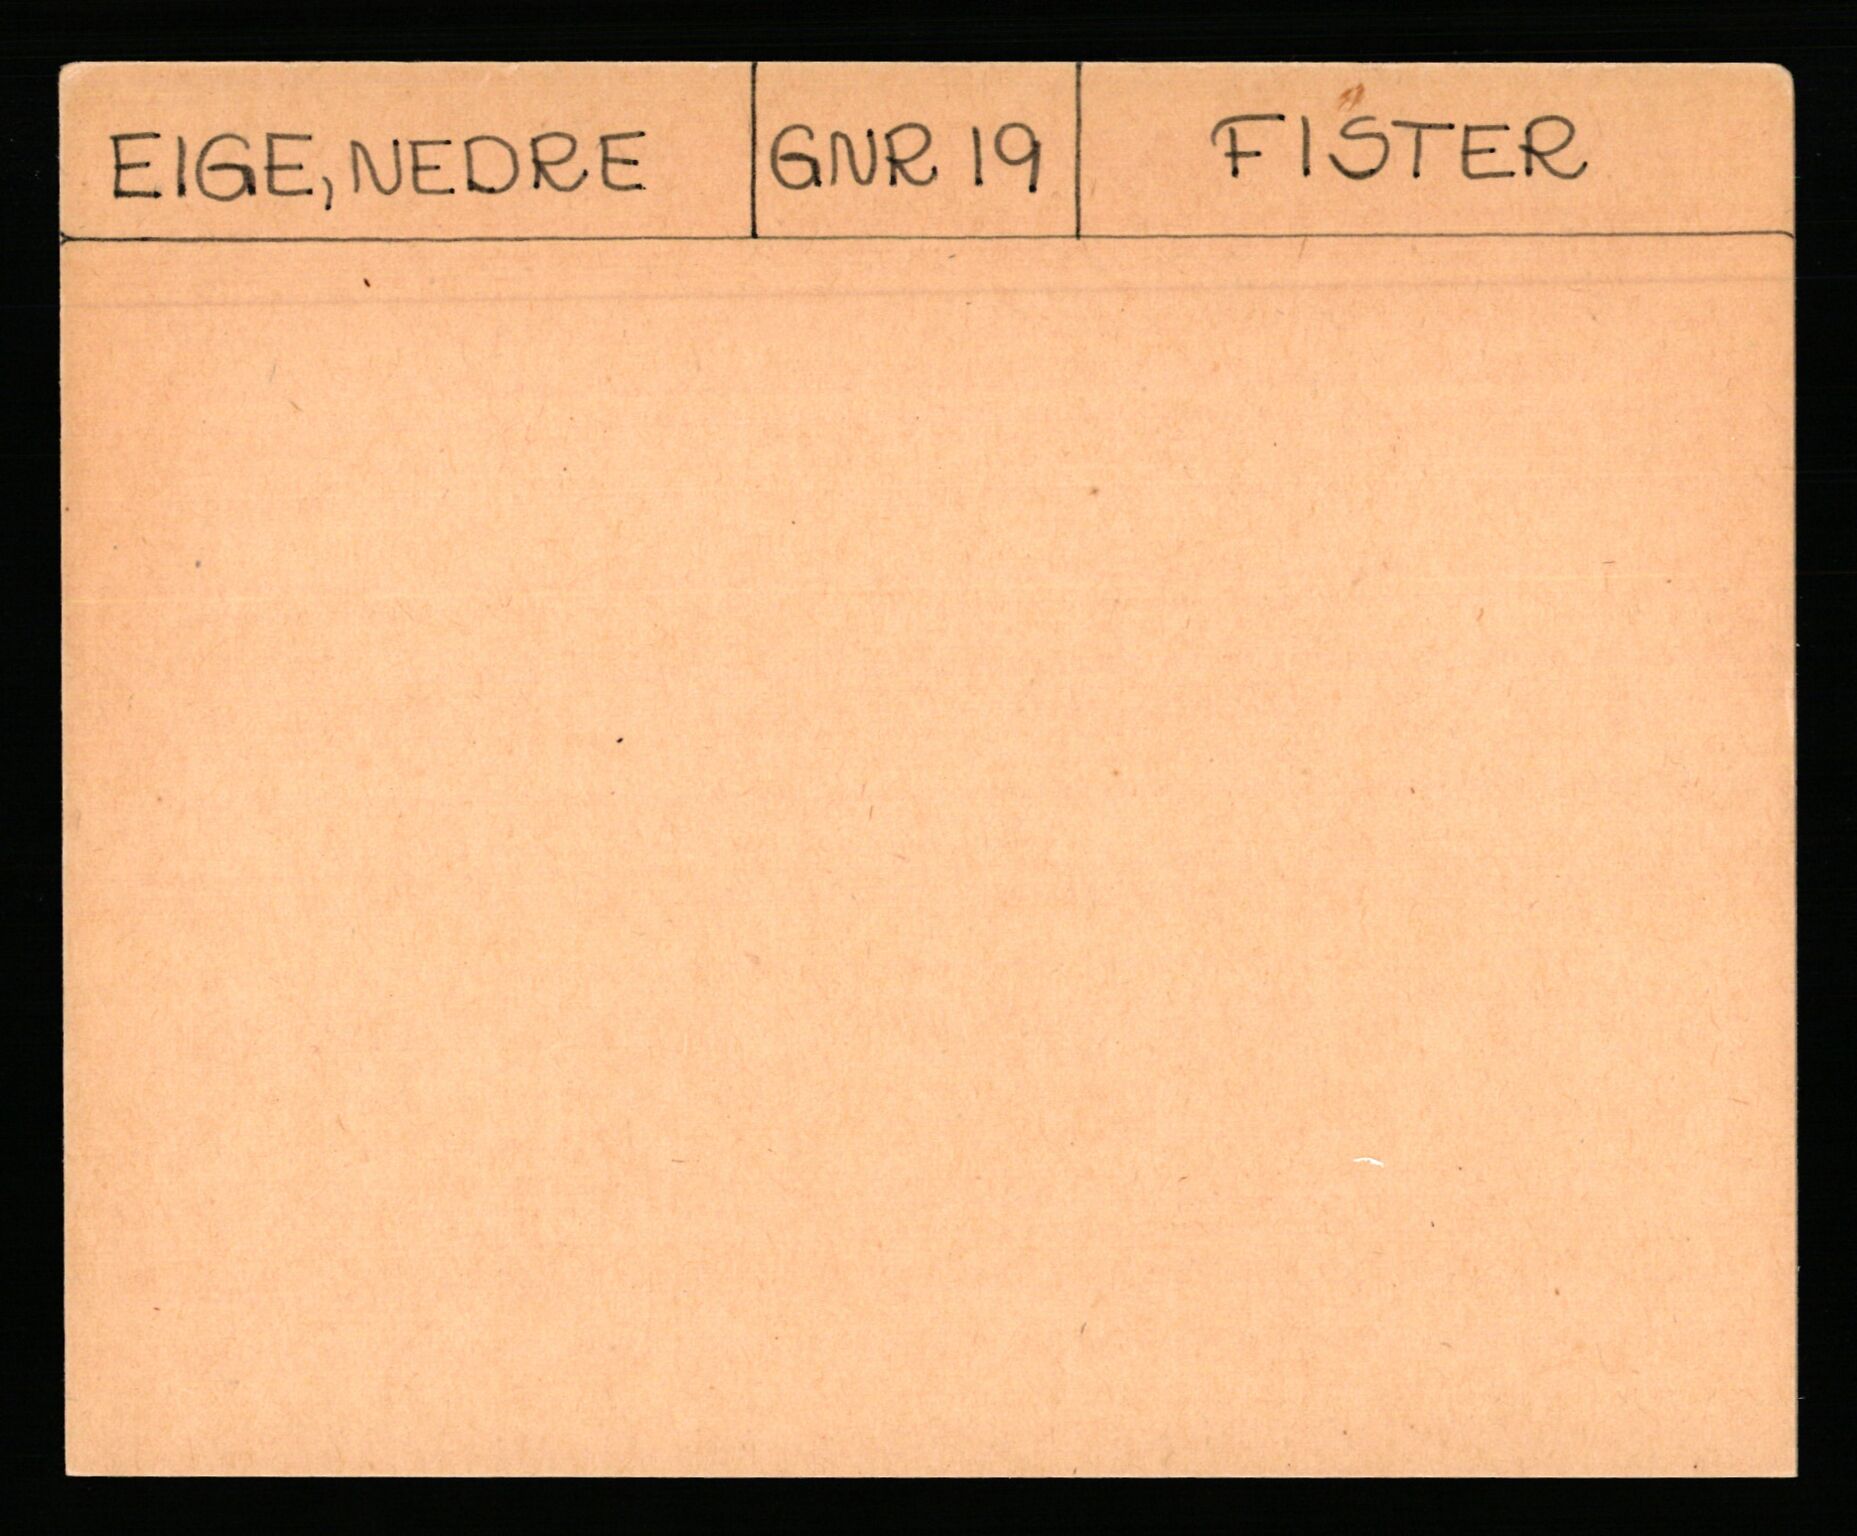 EIGE, NEDRE GNR 19 FISTER